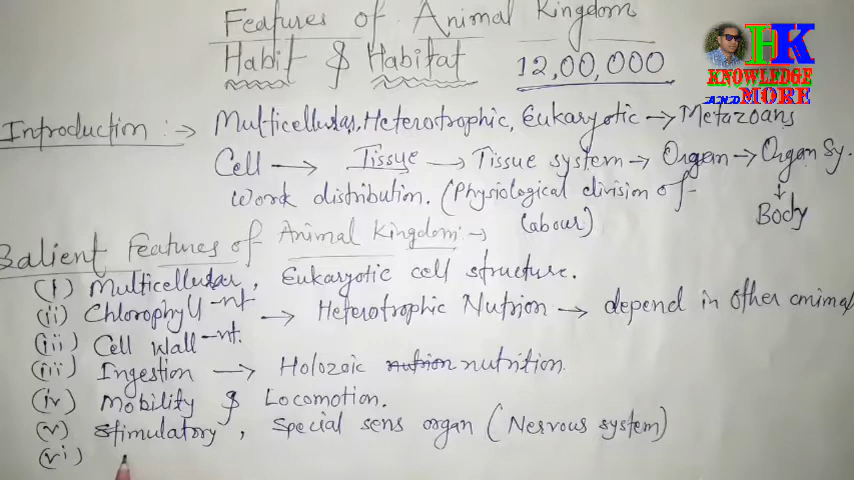 Features of Animal Kingdom
Habit & Habitat 12,00,000
HK
KNOWLEDGE
AND MORE
Introduction :→ Multicellular, Heterotrophic, Eukaryotic → Metazoans
Cell → Tissye → Tissue system → Organ → Organ Sy.
↓
Work distribution. (Physiological division of labour) Body
Salient Features of Animal Kingdom :→
(i) Multicellular, Eukaryotic cell structure.
(ii) Chlorophyll -nt → Heterotrophic Nutrion → depend in other animal
(iii) Cell wall -nt.
(iii) Ingestion → Holozoic nutrion nutrition.
(iv) Mobility & Locomotion.
(v) Stimulatory, Special sens organ (Nervous system)
(vi)